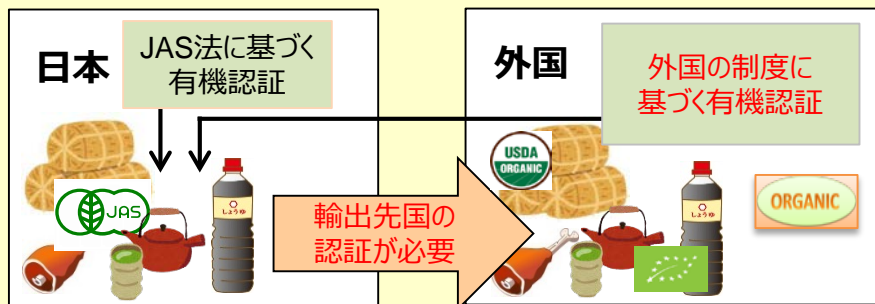 日本
JAS法に基づく
有機認証
外国
外国の制度に
基づく有機認証
USDA
ORGANIC
JAS
しょうゆ
輸出先国の
認証が必要
しょうゆ
ORGANIC